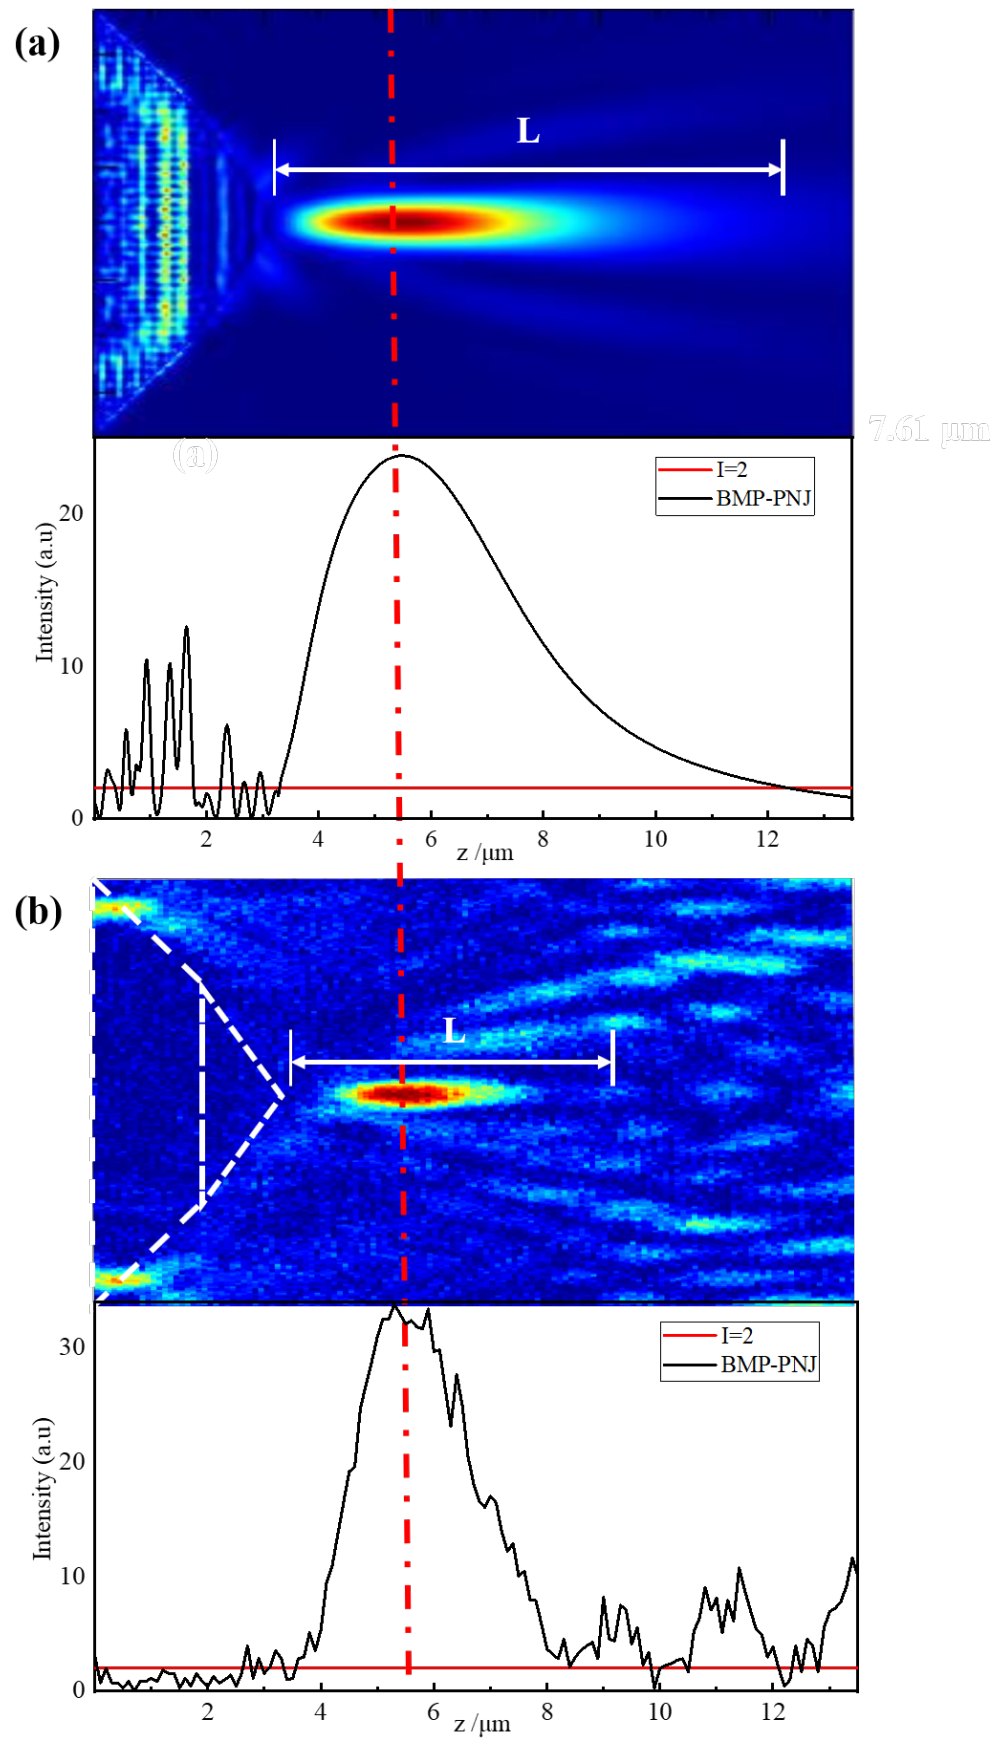 (a)
L
7.61 μm
(a)
I=2
BMP-PNJ
20
10
0
Intensity (a.u)
2
4
6
8
10
12
z /μm
(b)
L
I=2
BMP-PNJ
30
20
10
0
Intensity (a.u)
0
2
4
6
8
10
12
z /μm